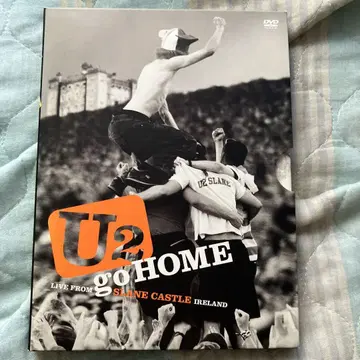 DVD
U2 SLANE
U2
go HOME
LIVE FROM
SLANE CASTLE IRELAND